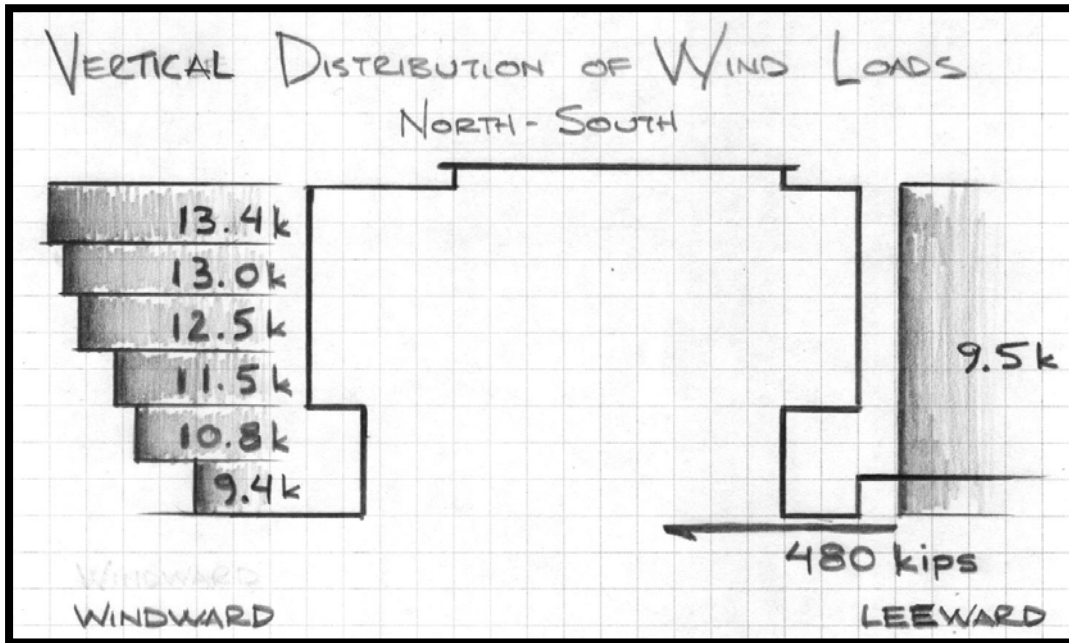 VERTICAL DISTRIBUTION OF WIND LOADS
NORTH-SOUTH
13.4k
13.0k
12.5k
11.5k
10.8k
9.4k
9.5k
480 kips
WINDWARD
WINDWARD
LEEWARD